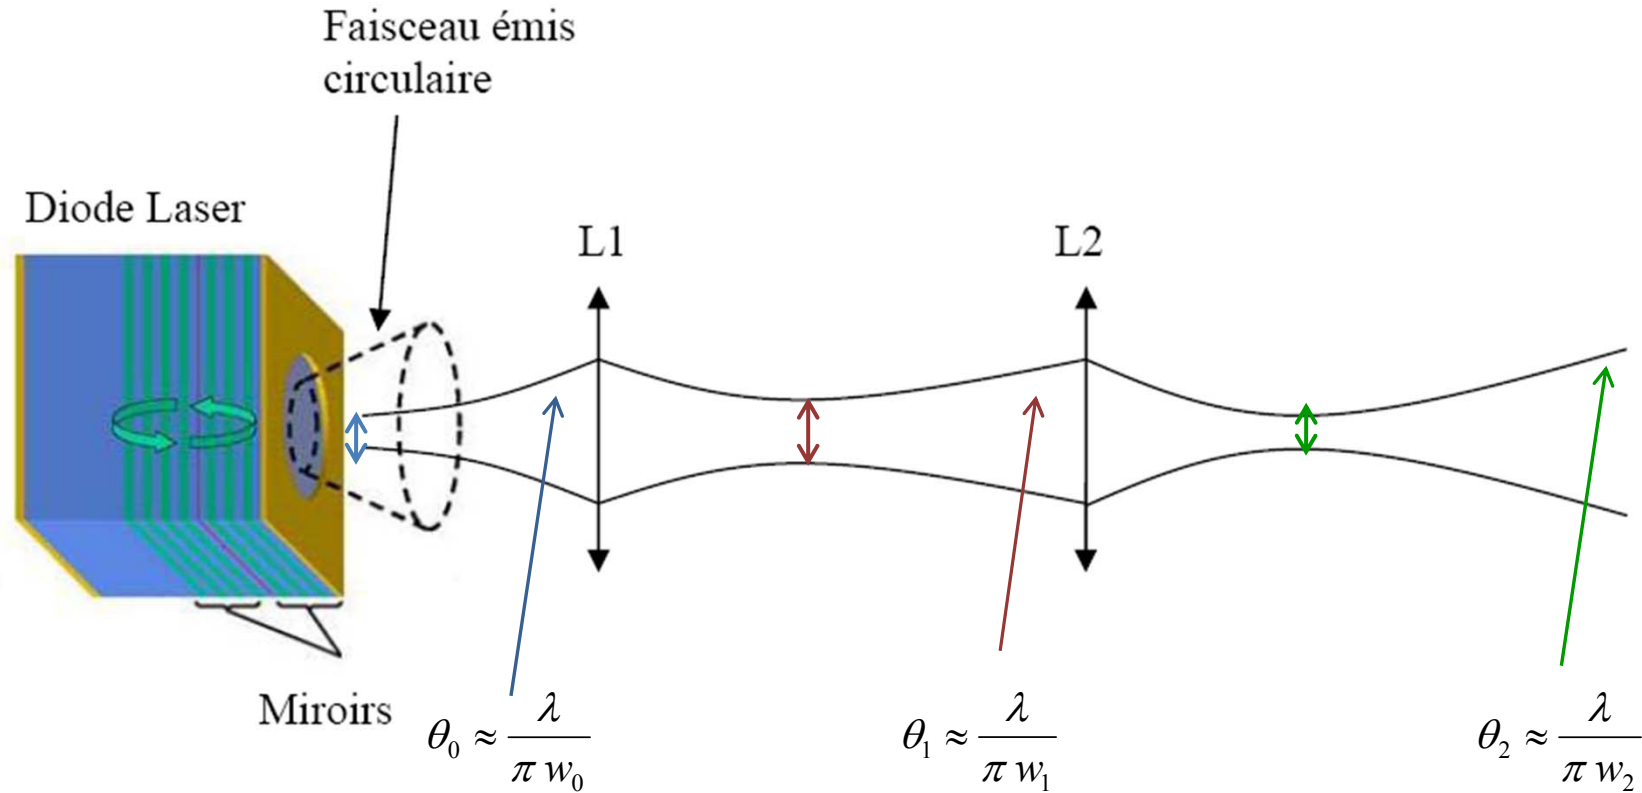 Faisceau émis
circulaire
Diode Laser
L1
L2
Miroirs
θ₀ ≈ λ / (π w₀)
θ₁ ≈ λ / (π w₁)
θ₂ ≈ λ / (π w₂)